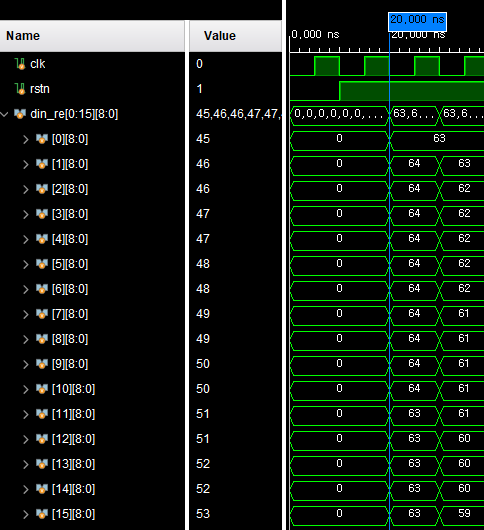 Name Value
20,000 ns
0,000 ns 20,000 ns
clk 0
rstn 1
din_re[0:15][8:0] 45,46,46,47,47, 0,0,0,0,0,0,... 63,6... 63,6...
[0][8:0] 45 0 63
[1][8:0] 46 0 64 63
[2][8:0] 46 0 64 62
[3][8:0] 47 0 64 62
[4][8:0] 47 0 64 62
[5][8:0] 48 0 64 62
[6][8:0] 48 0 64 62
[7][8:0] 49 0 64 61
[8][8:0] 49 0 64 61
[9][8:0] 50 0 64 61
[10][8:0] 50 0 64 61
[11][8:0] 51 0 63 61
[12][8:0] 51 0 63 60
[13][8:0] 52 0 63 60
[14][8:0] 52 0 63 60
[15][8:0] 53 0 63 59